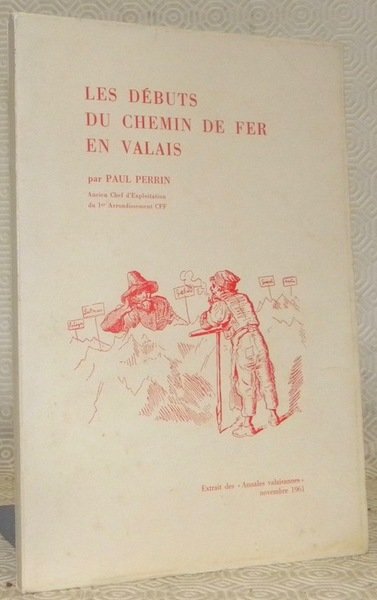 LES DÉBUTS
DU CHEMIN DE FER
EN VALAIS
par PAUL PERRIN
Ancien Chef d'Exploitation
du 1er Arrondissement CFF
Extrait des « Annales valaisannes »
novembre 1961